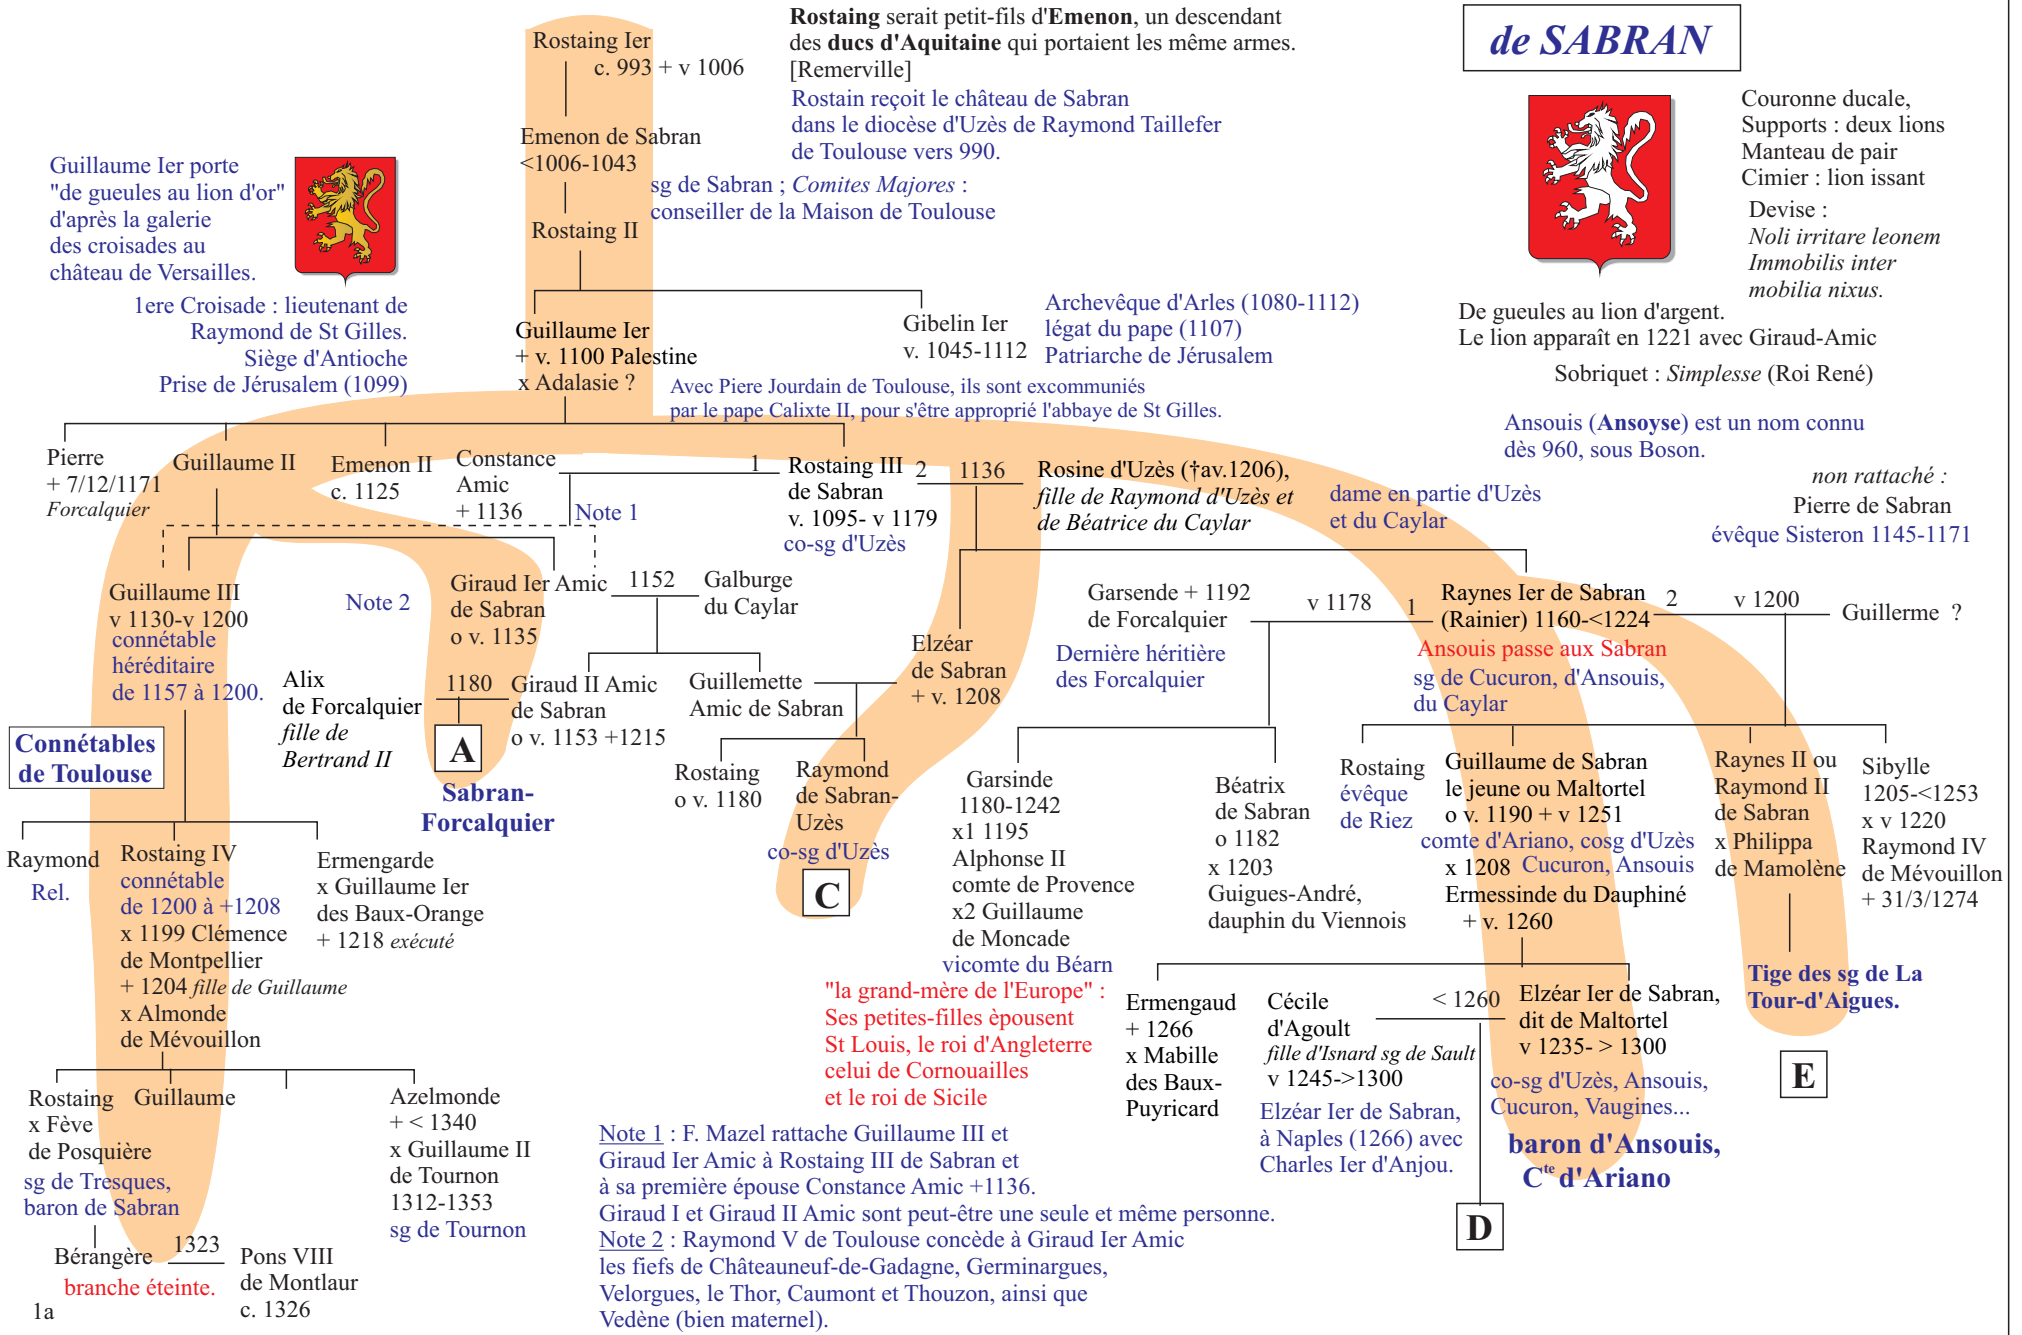 de SABRAN
Rostaing Ier
c. 993 + v 1006
Rostaing serait petit-fils d'Emenon, un descendant
des ducs d'Aquitaine qui portaient les même armes.
[Remerville]
Rostain reçoit le château de Sabran
dans le diocèse d'Uzès de Raymond Taillefer
de Toulouse vers 990.
Couronne ducale,
Supports : deux lions
Manteau de pair
Cimier : lion issant
Devise :
Noli irritare leonem
Immobilis inter
mobilia nixus.
De gueules au lion d'argent.
Le lion apparaît en 1221 avec Giraud-Amic
Sobriquet : Simplesse (Roi René)
Ansouis (Ansoyse) est un nom connu
dès 960, sous Boson.
non rattaché :
Pierre de Sabran
évêque Sisteron 1145-1171
Emenon de Sabran
<1006-1043
sg de Sabran ; Comites Majores :
conseiller de la Maison de Toulouse
Guillaume Ier porte
"de gueules au lion d'or"
d'après la galerie
des croisades au
château de Versailles.
1ere Croisade : lieutenant de
Raymond de St Gilles.
Siège d'Antioche
Prise de Jérusalem (1099)
Rostaing II
Guillaume Ier
+ v. 1100 Palestine
x Adalasie ?
Gibelin Ier
v. 1045-1112
Archevêque d'Arles (1080-1112)
légat du pape (1107)
Patriarche de Jérusalem
Avec Piere Jourdain de Toulouse, ils sont excommuniés
par le pape Calixte II, pour s'être approprié l'abbaye de St Gilles.
Pierre
+ 7/12/1171
Forcalquier
Guillaume II
Emenon II
c. 1125
Constance
Amic
+ 1136
Note 1
1
Rostaing III
de Sabran
v. 1095- v 1179
co-sg d'Uzès
2
1136
Rosine d'Uzès (†av.1206),
fille de Raymond d'Uzès et
de Béatrice du Caylar
dame en partie d'Uzès
et du Caylar
Guillaume III
v 1130-v 1200
connétable
héréditaire
de 1157 à 1200.
Note 2
Giraud Ier Amic
de Sabran
o v. 1135
1152
Galburge
du Caylar
Elzéar
de Sabran
+ v. 1208
Garsende + 1192
de Forcalquier
Dernière héritière
des Forcalquier
v 1178
1
Raynes Ier de Sabran
(Rainier) 1160-<1224
Ansouis passe aux Sabran
sg de Cucuron, d'Ansouis,
du Caylar
2
v 1200
Guillerme ?
Connétables
de Toulouse
Alix
de Forcalquier
fille de
Bertrand II
1180
A
Sabran-
Forcalquier
Giraud II Amic
de Sabran
o v. 1153 +1215
Guillemette
Amic de Sabran
Rostaing
o v. 1180
Raymond
de Sabran-
Uzès
co-sg d'Uzès
C
Garsinde
1180-1242
x1 1195
Alphonse II
comte de Provence
x2 Guillaume
de Moncade
vicomte du Béarn
"la grand-mère de l'Europe" :
Ses petites-filles èpousent
St Louis, le roi d'Angleterre
celui de Cornouailles
et le roi de Sicile
Béatrix
de Sabran
o 1182
x 1203
Guigues-André,
dauphin du Viennois
Rostaing
évêque
de Riez
Guillaume de Sabran
le jeune ou Maltortel
o v. 1190 + v 1251
comte d'Ariano, cosg d'Uzès
x 1208 Cucuron, Ansouis
Ermessinde du Dauphiné
+ v. 1260
Raynes II ou
Raymond II
de Sabran
x Philippa
de Mamolène
Tige des sg de La
Tour-d'Aigues.
E
Sibylle
1205-<1253
x v 1220
Raymond IV
de Mévouillon
+ 31/3/1274
Raymond
Rel.
Rostaing IV
connétable
de 1200 à +1208
x 1199 Clémence
de Montpellier
+ 1204 fille de Guillaume
x Almonde
de Mévouillon
Ermengarde
x Guillaume Ier
des Baux-Orange
+ 1218 exécuté
Ermengaud
+ 1266
x Mabille
des Baux-
Puyricard
Cécile
d'Agoult
fille d'Isnard sg de Sault
v 1245->1300
Elzéar Ier de Sabran,
à Naples (1266) avec
Charles Ier d'Anjou.
< 1260
Elzéar Ier de Sabran,
dit de Maltortel
v 1235- > 1300
co-sg d'Uzès, Ansouis,
Cucuron, Vaugines...
baron d'Ansouis,
Cte d'Ariano
D
Rostaing
x Fève
de Posquière
sg de Tresques,
baron de Sabran
Guillaume
Azelmonde
+ < 1340
x Guillaume II
de Tournon
1312-1353
sg de Tournon
Bérangère
branche éteinte.
1323
Pons VIII
de Montlaur
c. 1326
1a
Note 1 : F. Mazel rattache Guillaume III et
Giraud Ier Amic à Rostaing III de Sabran et
à sa première épouse Constance Amic +1136.
Giraud I et Giraud II Amic sont peut-être une seule et même personne.
Note 2 : Raymond V de Toulouse concède à Giraud Ier Amic
les fiefs de Châteauneuf-de-Gadagne, Germinargues,
Velorgues, le Thor, Caumont et Thouzon, ainsi que
Vedène (bien maternel).